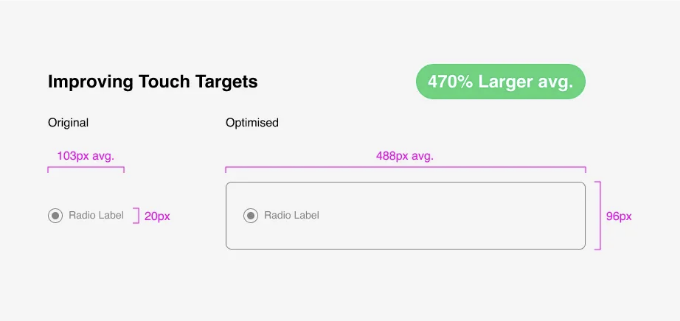 Improving Touch Targets
470% Larger avg.
Original
Optimised
103px avg.
488px avg.
Radio Label
20px
Radio Label
96px